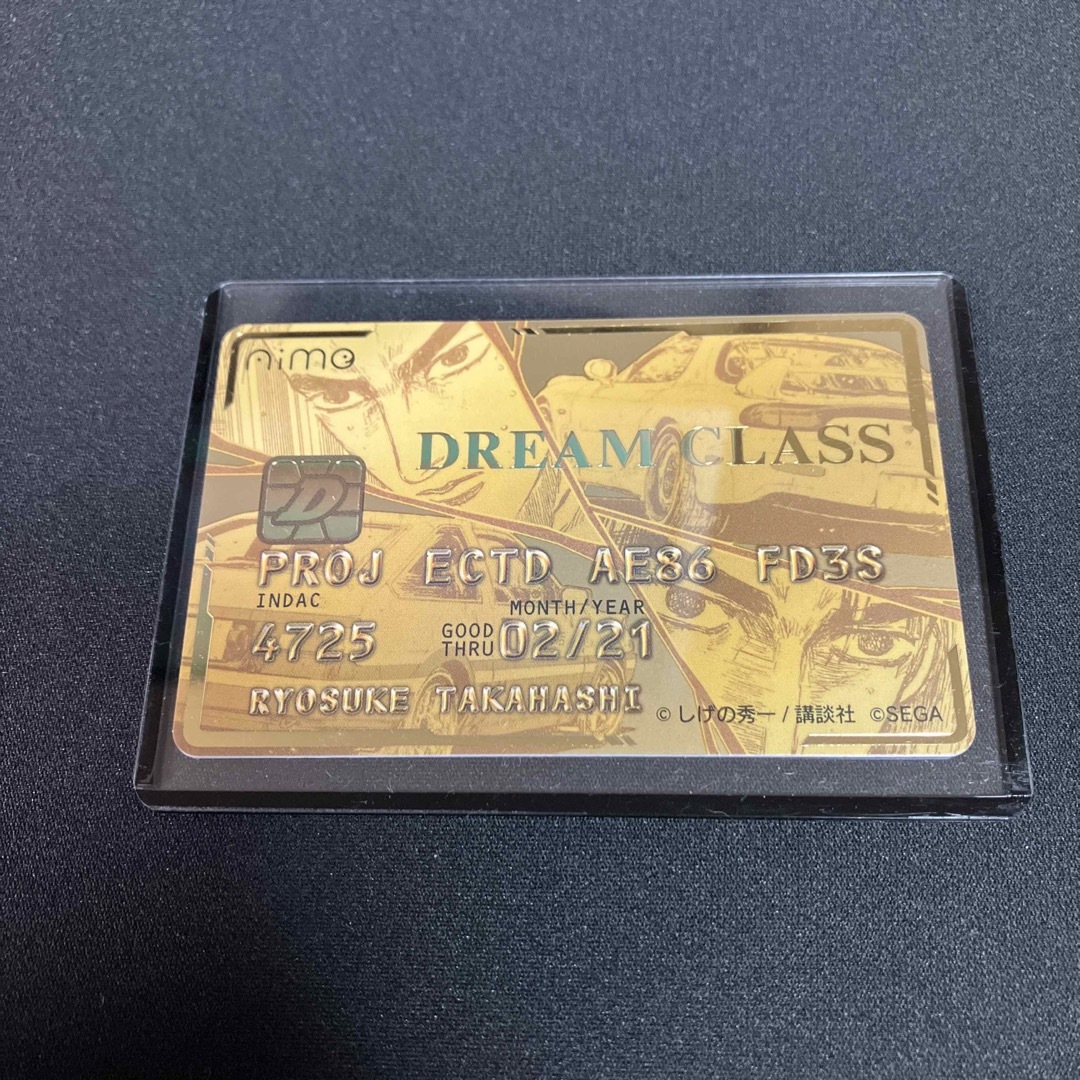 Aime
DREAM CLASS
D
PROJ ECTD AE86 FD3S
INDAC
MONTH/YEAR
4725 GOOD THRU 02/21
RYOSUKE TAKAHASHI
© しげの秀一 / 講談社 ©SEGA